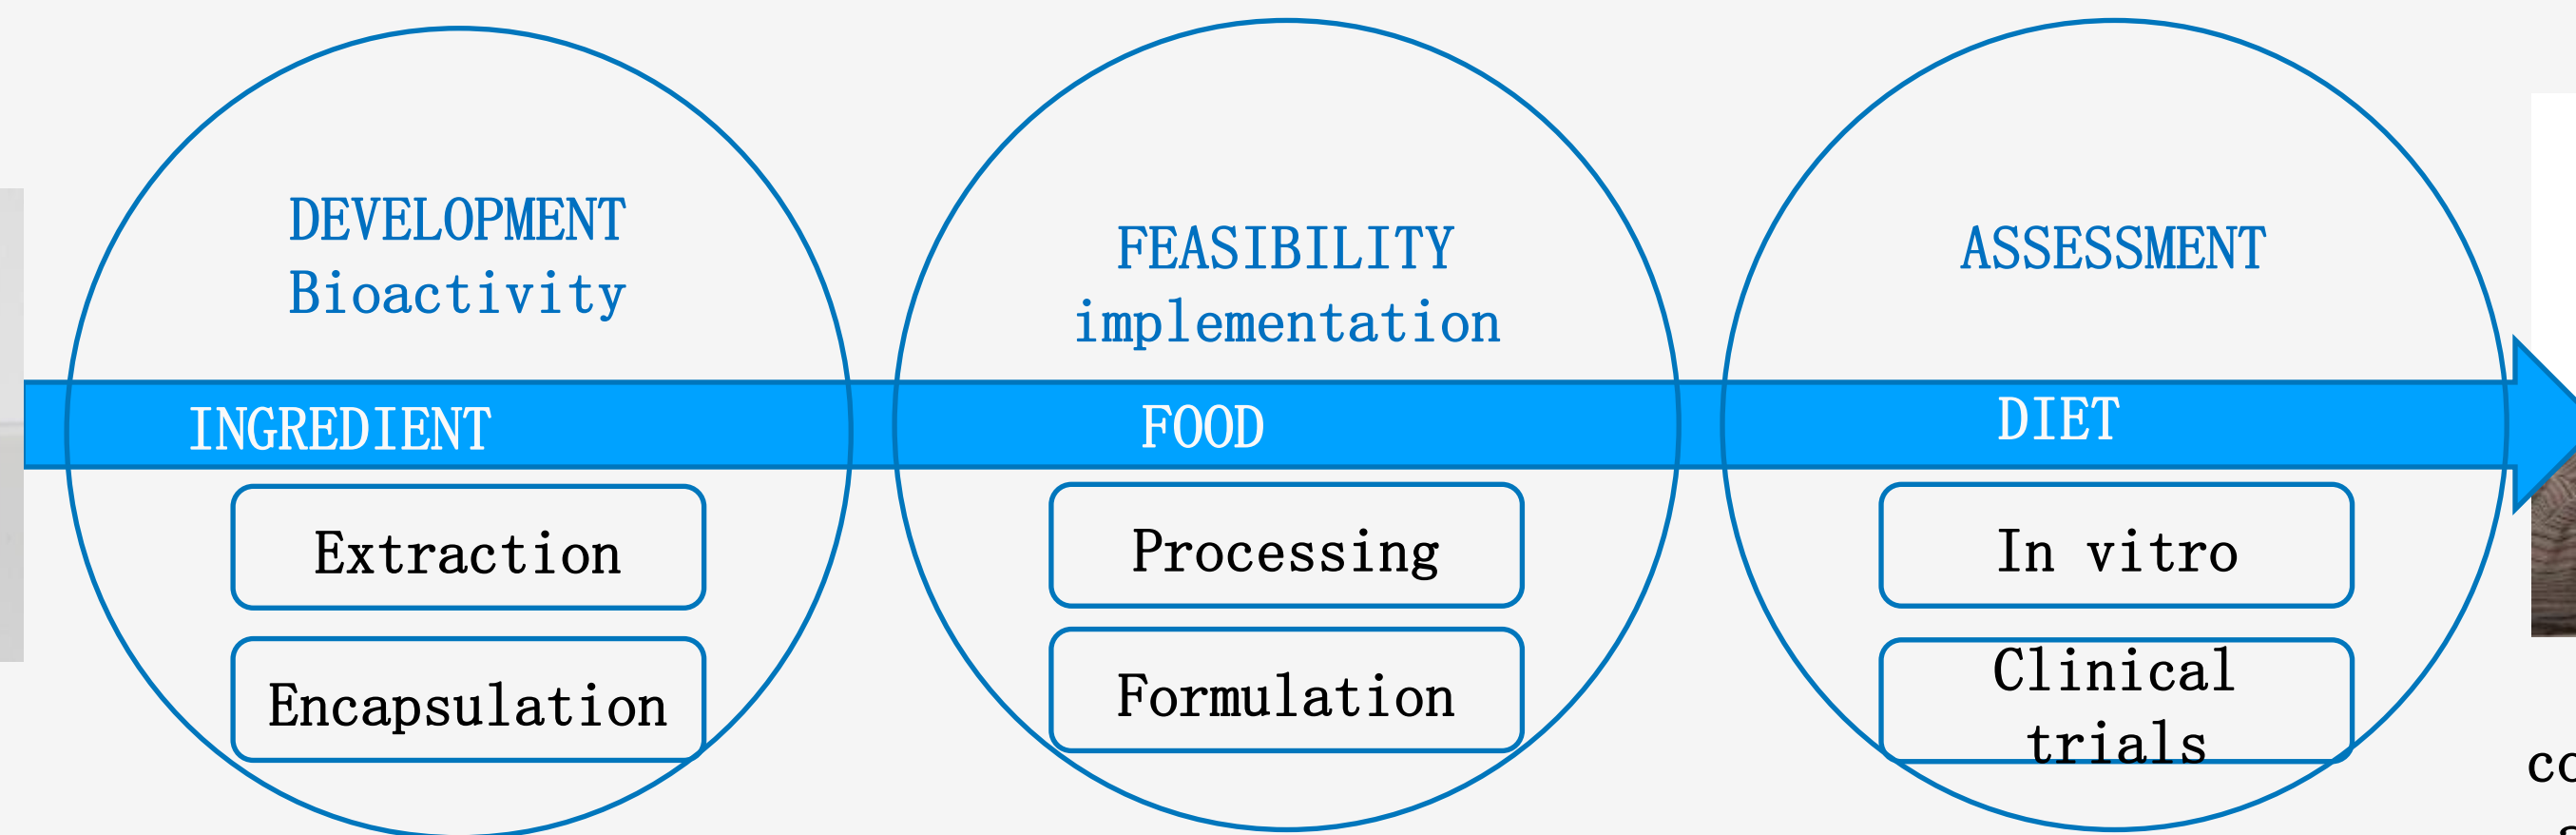 DEVELOPMENT
Bioactivity
INGREDIENT
Extraction
Encapsulation
FEASIBILITY
implementation
FOOD
Processing
Formulation
ASSESSMENT
DIET
In vitro
Clinical
trials